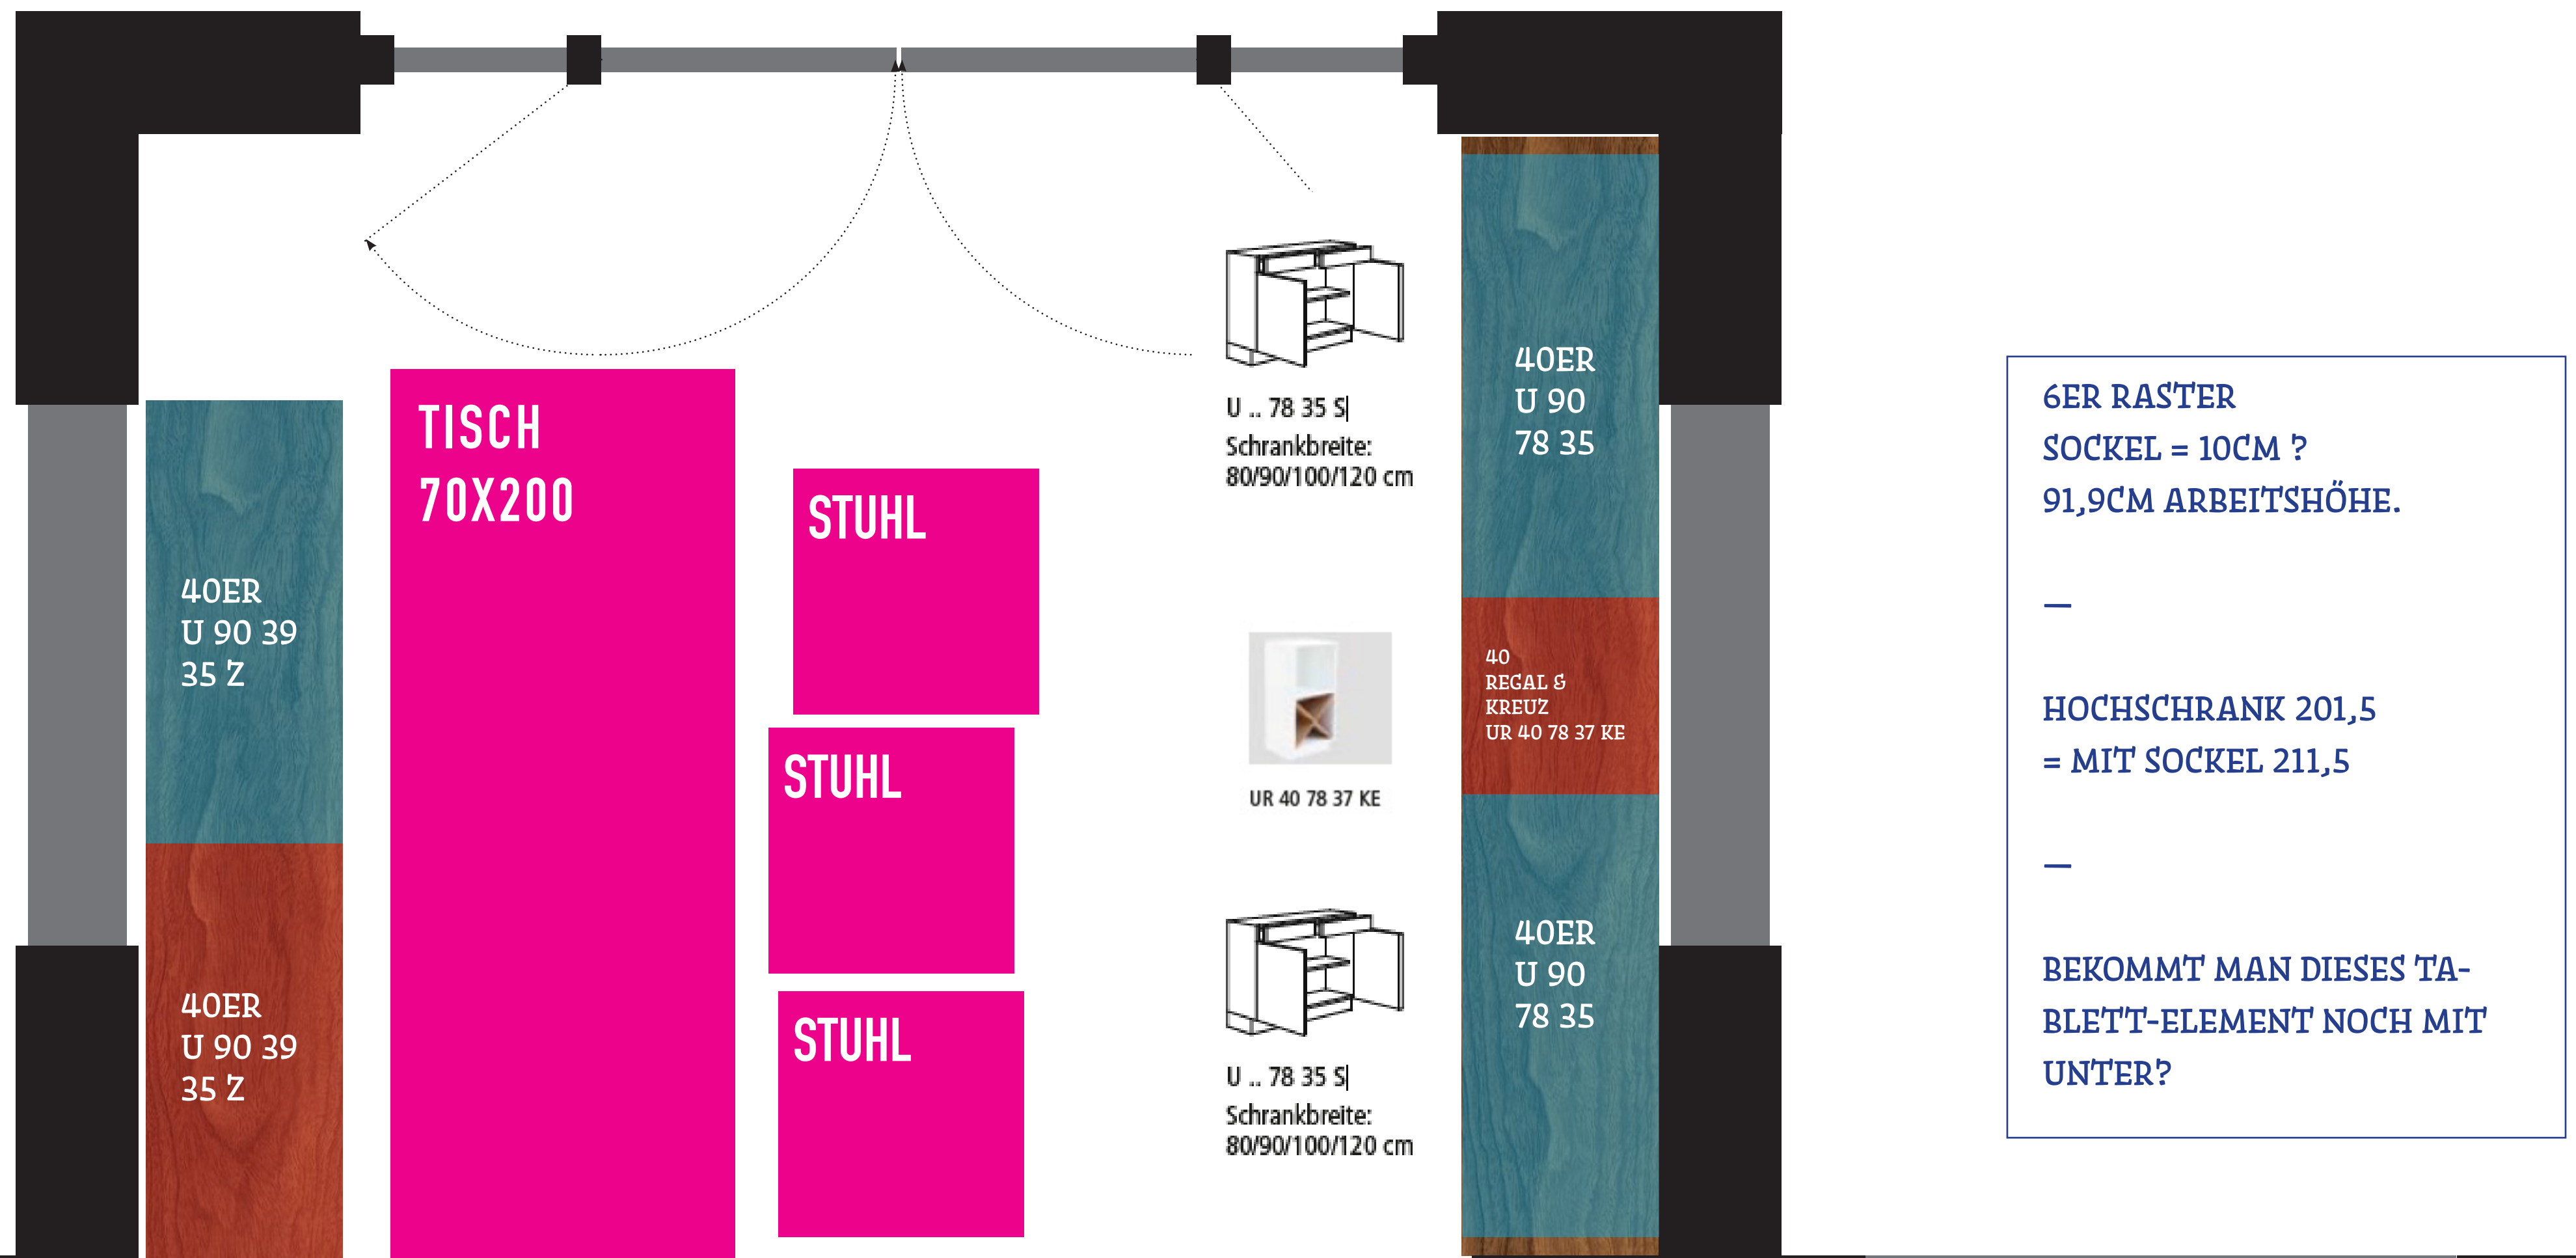 TISCH
70X200
STUHL
STUHL
STUHL
40ER
U 90 39
35 Z
40ER
U 90 39
35 Z
U .. 78 35 S
Schrankbreite:
80/90/100/120 cm
UR 40 78 37 KE
U .. 78 35 S
Schrankbreite:
80/90/100/120 cm
40ER
U 90
78 35
40
REGAL &
KREUZ
UR 40 78 37 KE
40ER
U 90
78 35
6ER RASTER
SOCKEL = 10CM ?
91,9CM ARBEITSHÖHE.
—
HOCHSCHRANK 201,5
= MIT SOCKEL 211,5
—
BEKOMMT MAN DIESES TA-
BLETT-ELEMENT NOCH MIT
UNTER?